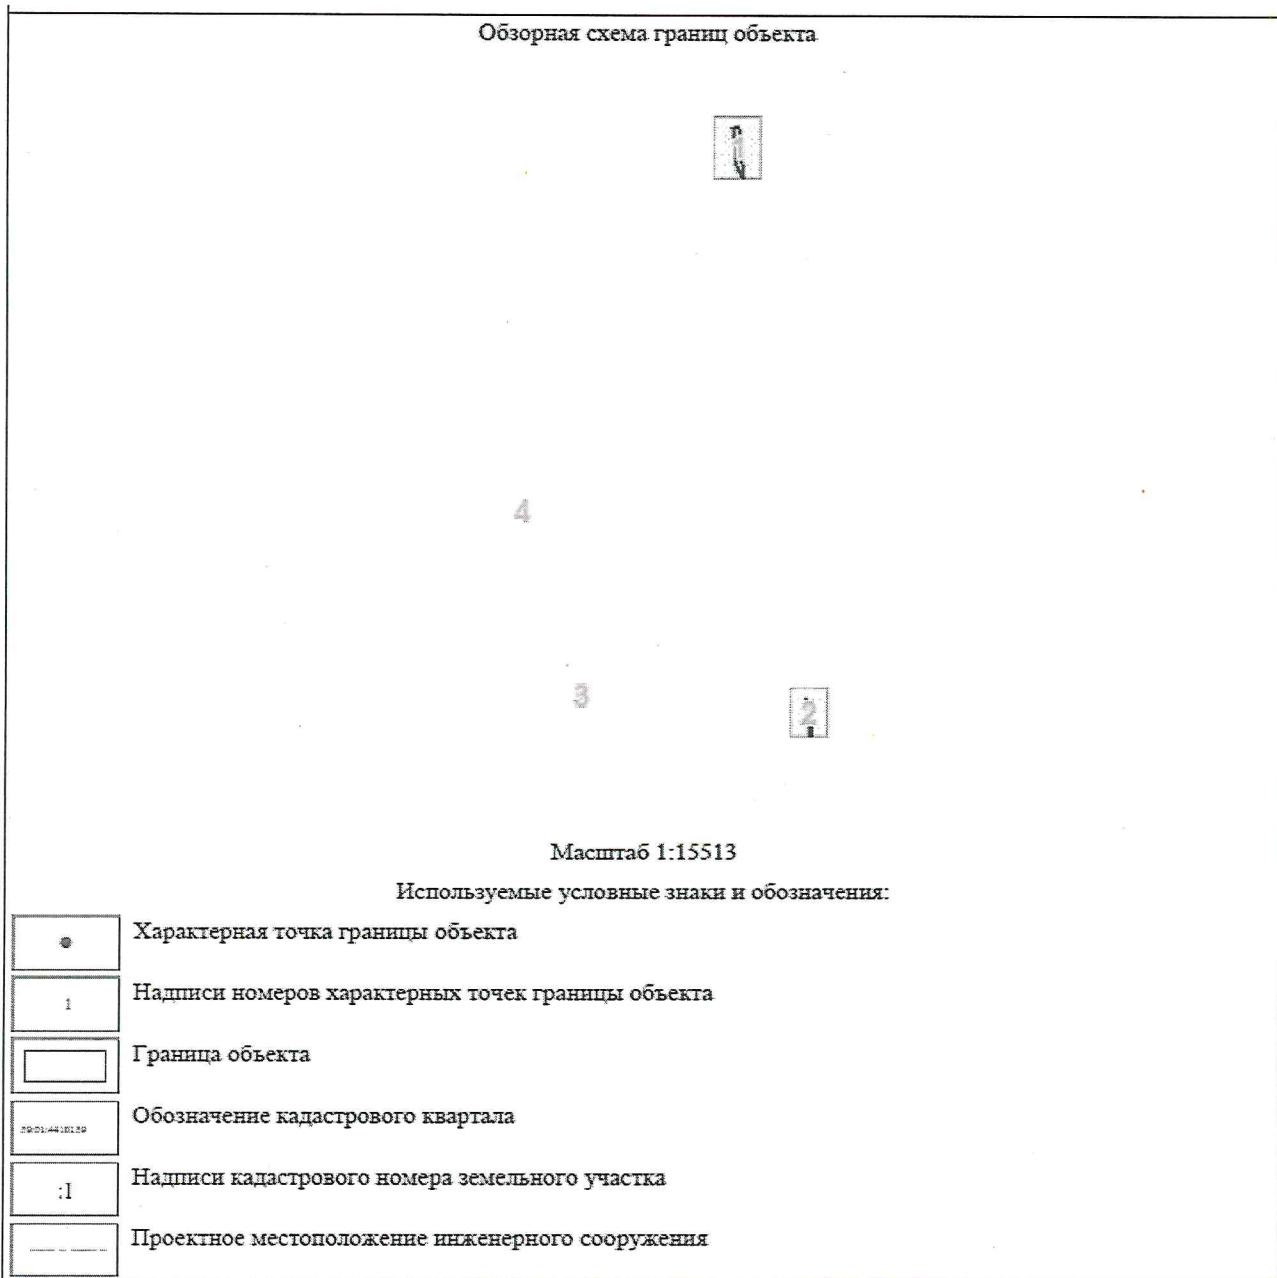 Обзорная схема границ объекта
1
4
3
2
Масштаб 1:15513
Используемые условные знаки и обозначения:
Характерная точка границы объекта
1
Надписи номеров характерных точек границы объекта
Граница объекта
Обозначение кадастрового квартала
:1
Надписи кадастрового номера земельного участка
Проектное местоположение инженерного сооружения